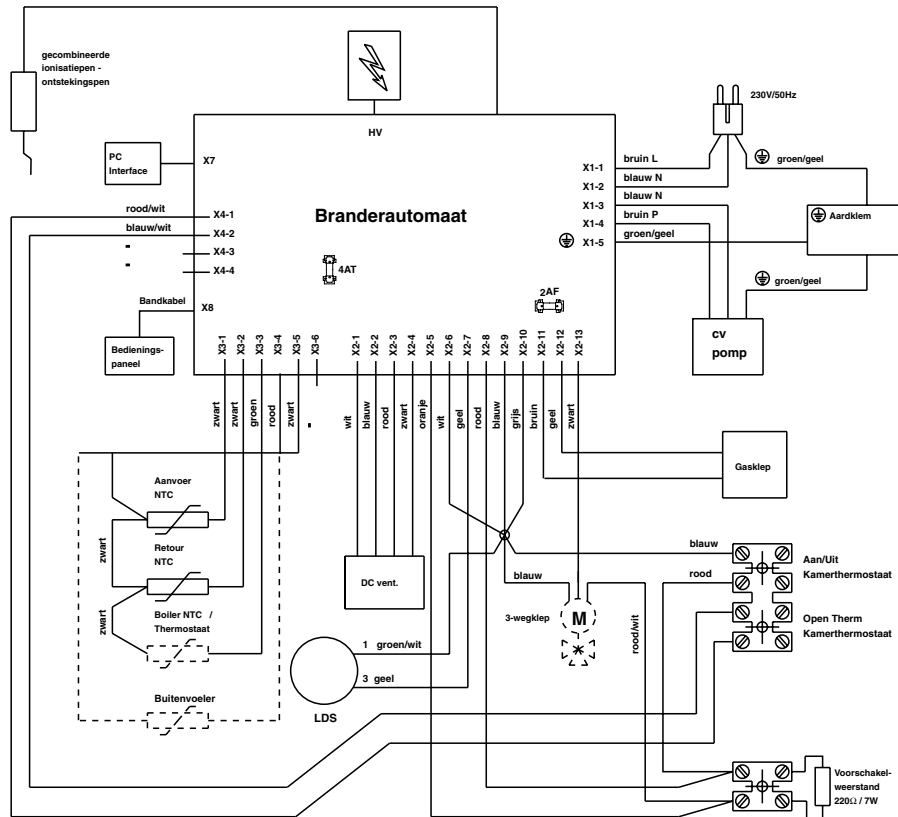 gecombineerde
ionisatiepen -
ontstekingspen
HV
230V/50Hz
PC
Interface
X7
X1-1
bruin L
groen/geel
X1-2
blauw N
X1-3
blauw N
rood/wit
X4-1
Branderautomaat
X1-4
bruin P
Aardklem
blauw/wit
X4-2
X1-5
groen/geel
X4-3
X4-4
4AT
groen/geel
2AF
Bandkabel
X8
Bedienings-
paneel
cv
pomp
X3-1
X3-2
X3-3
X3-4
X3-5
X3-6
X2-1
X2-2
X2-3
X2-4
X2-5
X2-6
X2-7
X2-8
X2-9
X2-10
X2-11
X2-12
X2-13
zwart
zwart
groen
rood
zwart
wit
blauw
rood
zwart
oranje
wit
geel
rood
blauw
grijs
bruin
geel
zwart
Gasklep
Aanvoer
NTC
zwart
Retour
NTC
zwart
Boiler NTC /
Thermostaat
Buitenvoeler
DC vent.
blauw
M
3-wegklep
rood/wit
1 groen/wit
3 geel
LDS
blauw
rood
Aan/Uit
Kamerthermostaat
Open Therm
Kamerthermostaat
Voorschakel-
weerstand
220Ω / 7W